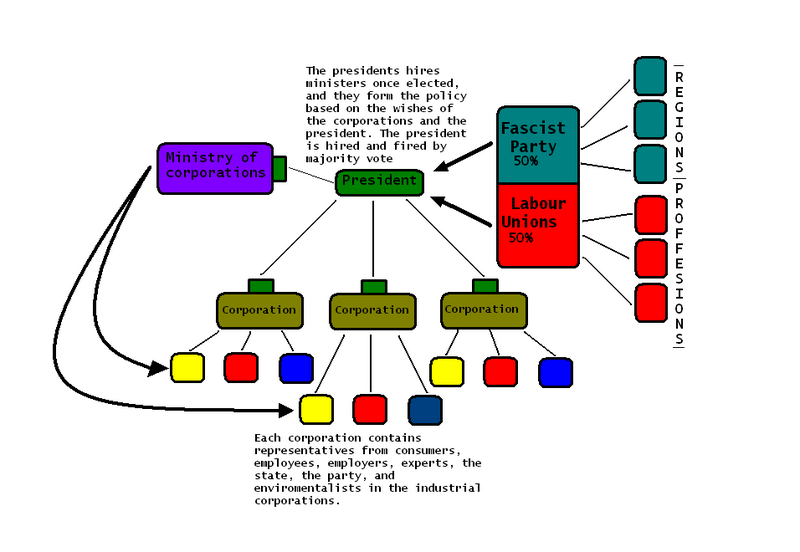 The presidents hires
ministers once elected,
and they form the policy
based on the wishes of
the corporations and the
president. The president
is hired and fired by
majority vote
Ministry of
corporations
President
Fascist
Party
50%
Labour
Unions
50%
REGIONS
PROFFESIONS
Corporation
Corporation
Corporation
Each corporation contains
representatives from consumers,
employees, employers, experts, the
state, the party, and
enviromentalists in the industrial
corporations.